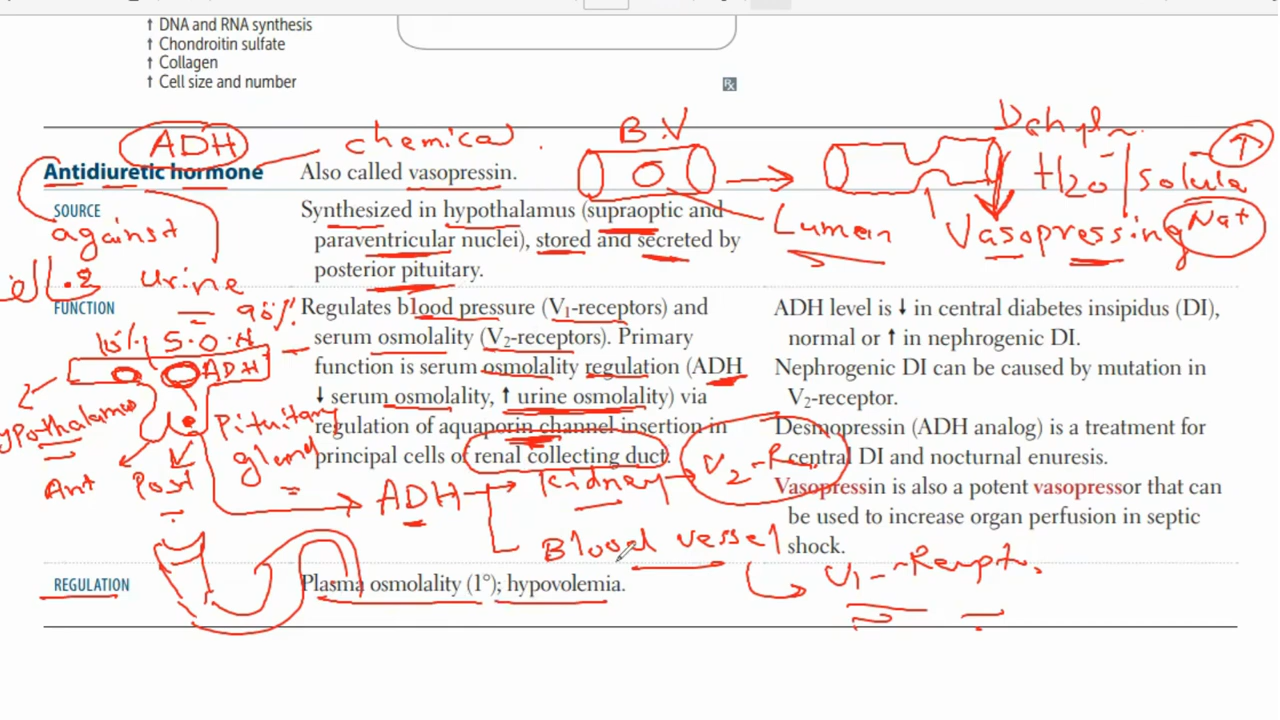 ↑ DNA and RNA synthesis
↑ Chondroitin sulfate
↑ Collagen
↑ Cell size and number
ADH
chemical.
B.V
H2O
↑
Antidiuretic hormone
Also called vasopressin.
SOURCE
Synthesized in hypothalamus (supraoptic and
paraventricular nuclei), stored and secreted by
posterior pituitary.
Lumen
Vasopressing
Na+
against
urine
FUNCTION
Regulates blood pressure (V1-receptors) and
serum osmolality (V2-receptors). Primary
function is serum osmolality regulation (ADH
↓ serum osmolality, ↑ urine osmolality) via
regulation of aquaporin channel insertion in
principal cells of renal collecting duct.
ADH level is ↓ in central diabetes insipidus (DI),
normal or ↑ in nephrogenic DI.
Nephrogenic DI can be caused by mutation in
V2-receptor.
Desmopressin (ADH analog) is a treatment for
central DI and nocturnal enuresis.
Vasopressin is also a potent vasopressor that can
be used to increase organ perfusion in septic
shock.
90%
10%
S.O.N
ADH
ypothalamus
Pituitary
gland
Ant
Post
ADH
Kidney
V2-R
Blood vessel
V1-
REGULATION
Plasma osmolality (1°); hypovolemia.